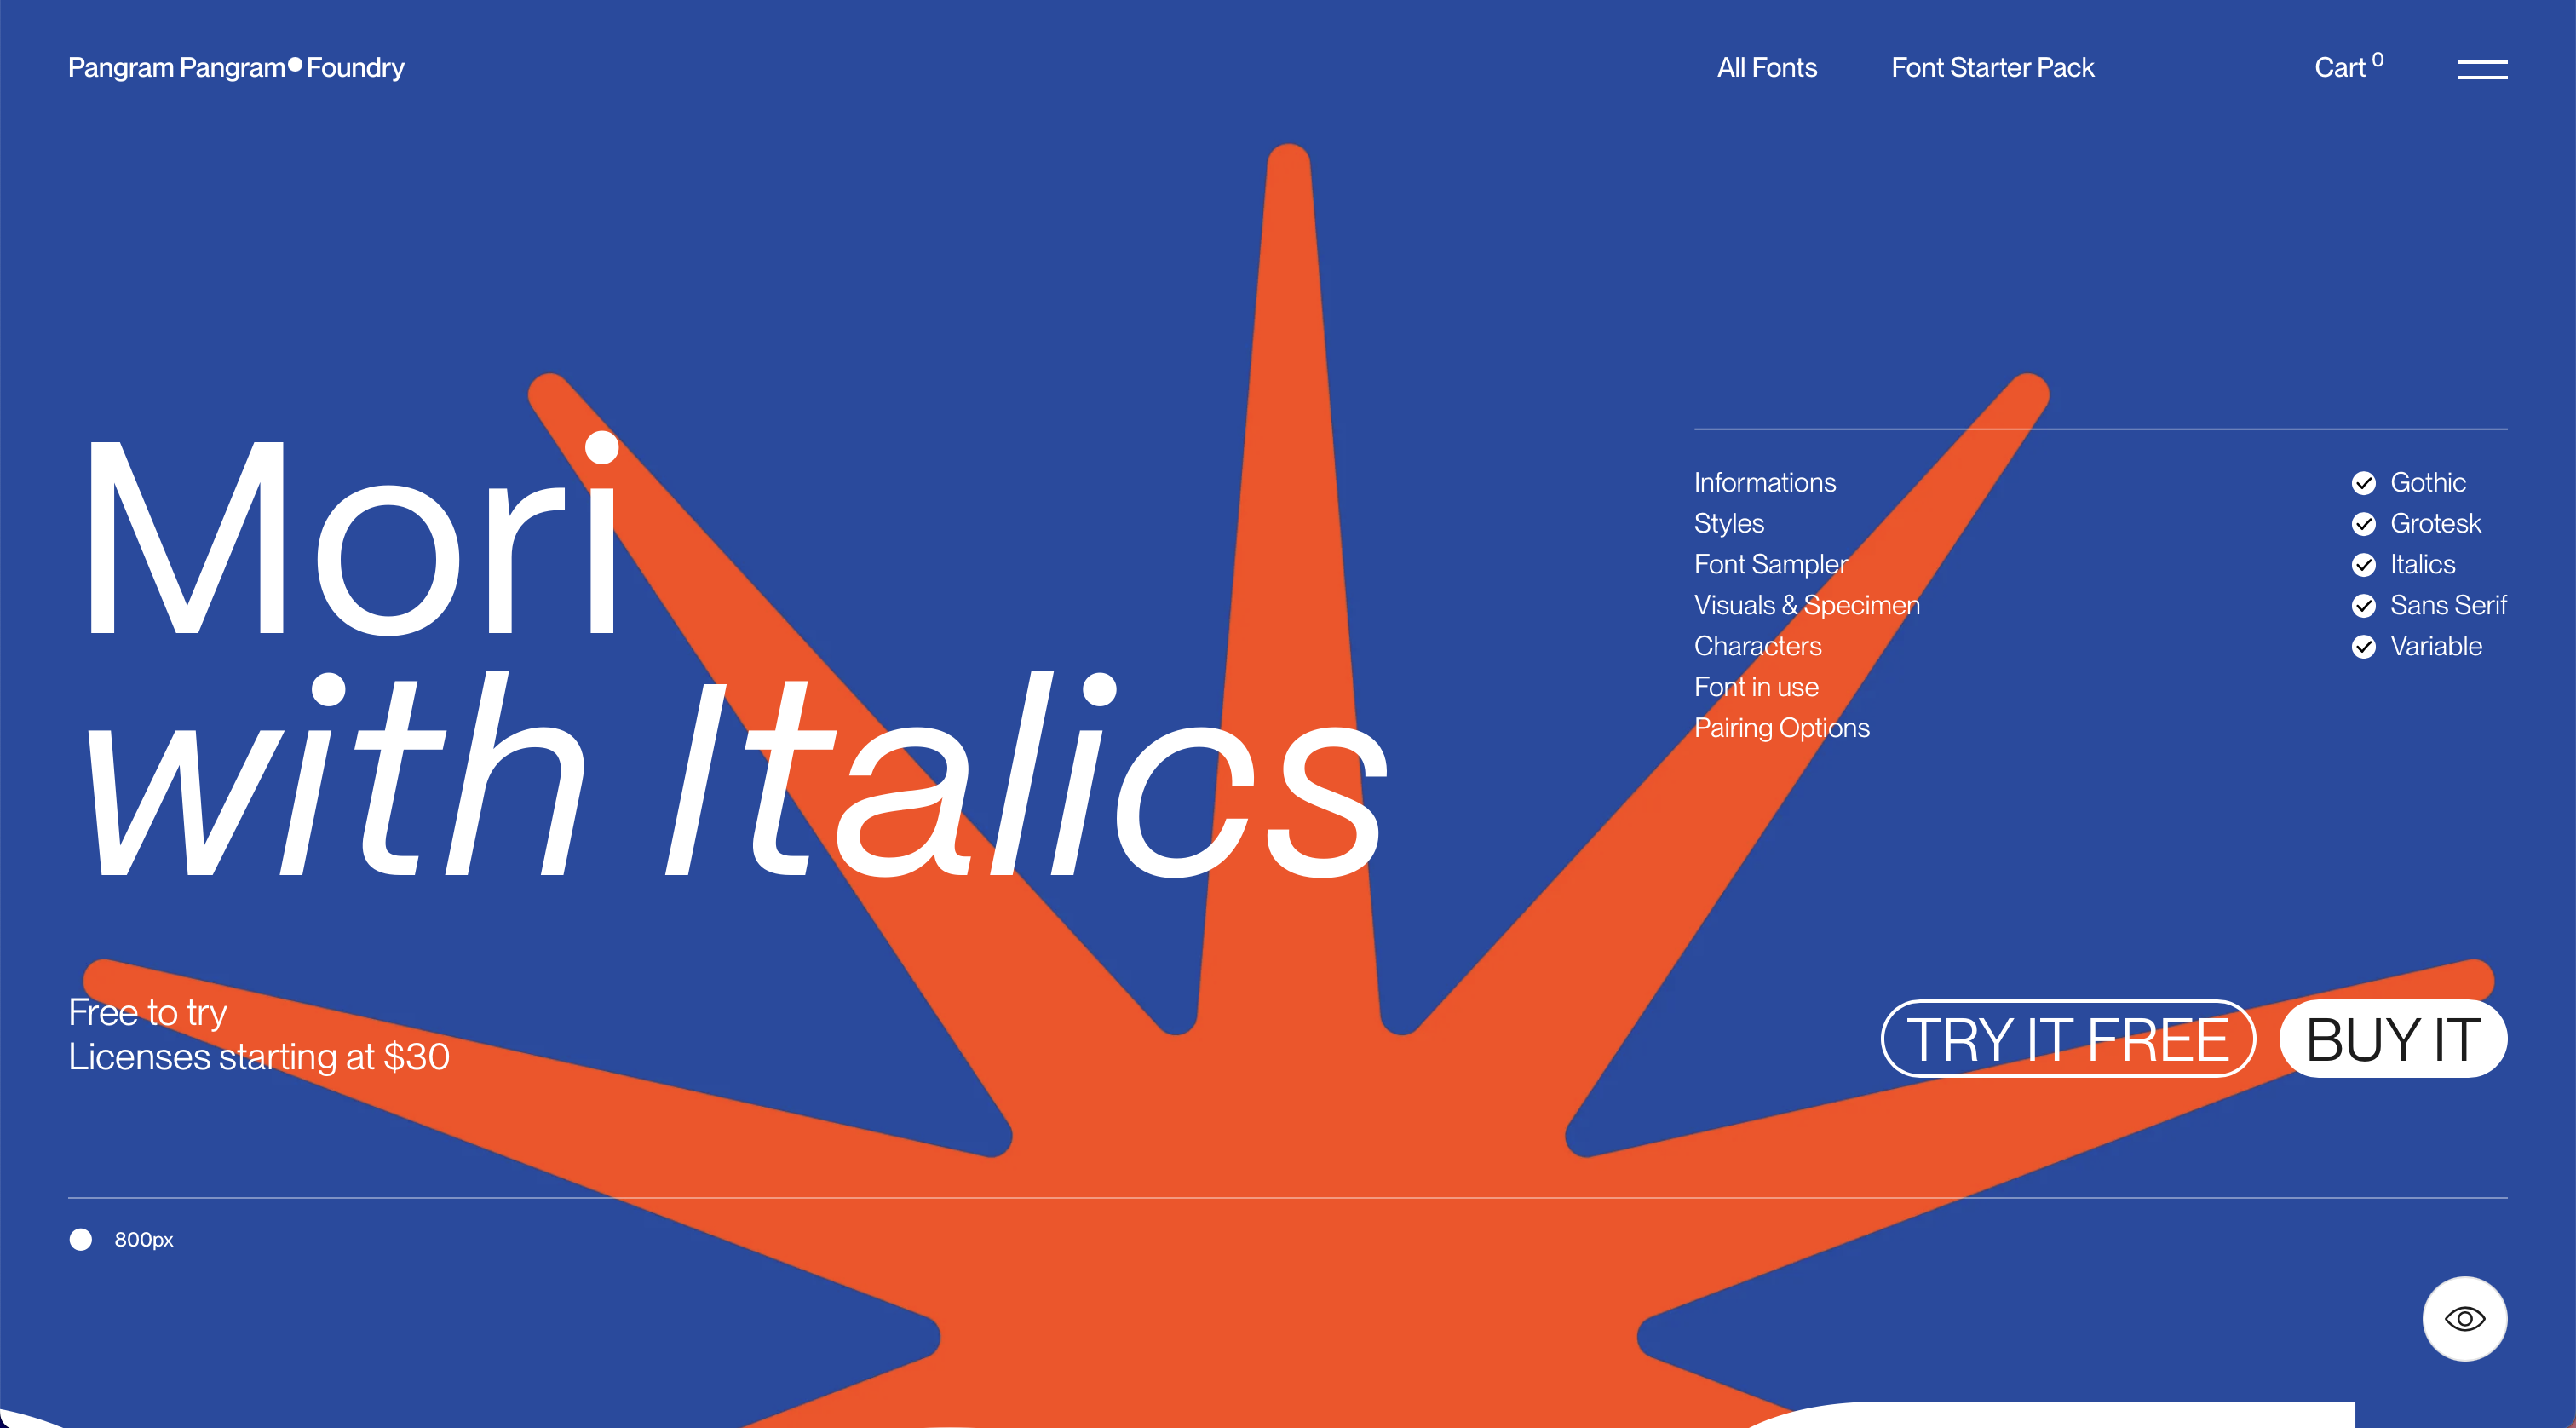 Pangram Pangram●Foundry
All Fonts
Font Starter Pack
Cart 0
Mori
with Italics
Informations
Styles
Font Sampler
Visuals & Specimen
Characters
Font in use
Pairing Options
Gothic
Grotesk
Italics
Sans Serif
Variable
Free to try
Licenses starting at $30
TRY IT FREE
BUY IT
800px